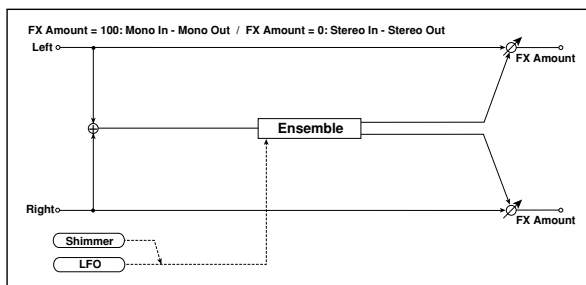 FX Amount = 100: Mono In - Mono Out / FX Amount = 0: Stereo In - Stereo Out
Left
FX Amount
Ensemble
Right
FX Amount
Shimmer
LFO